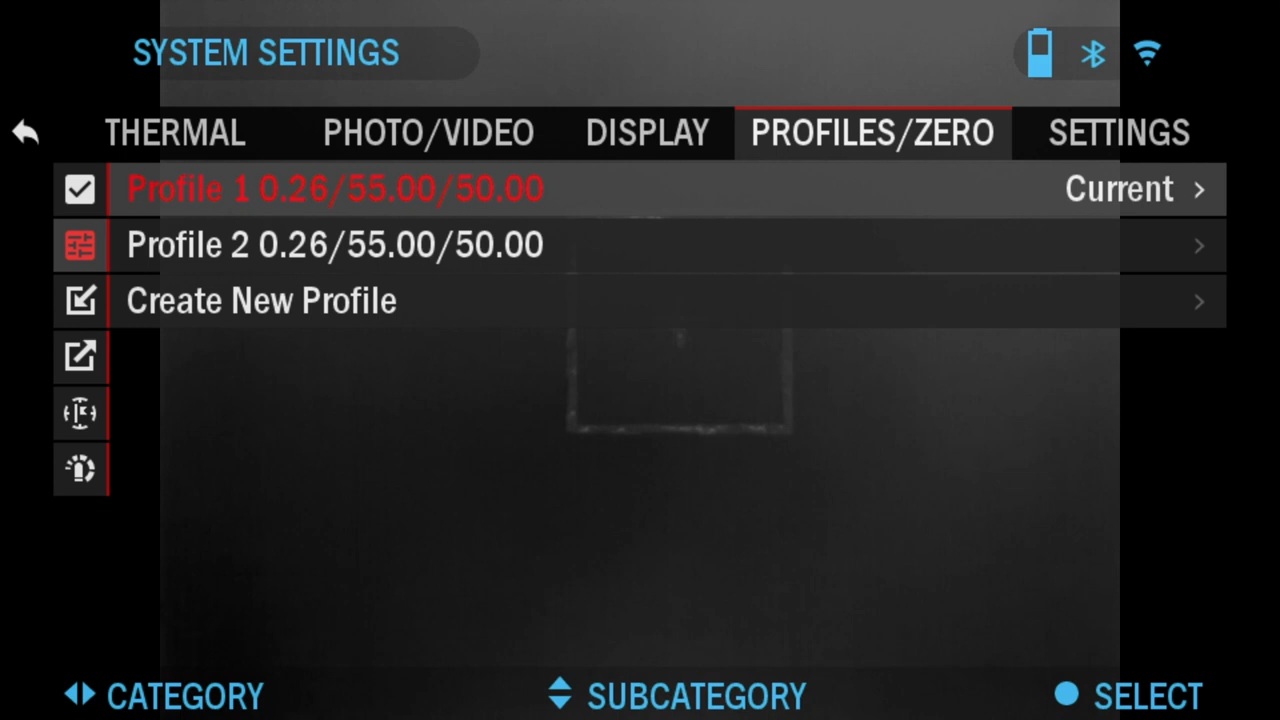 SYSTEM SETTINGS
THERMAL PHOTO/VIDEO DISPLAY PROFILES/ZERO SETTINGS
Profile 1 0.26/55.00/50.00 Current
Profile 2 0.26/55.00/50.00
Create New Profile
CATEGORY SUBCATEGORY SELECT